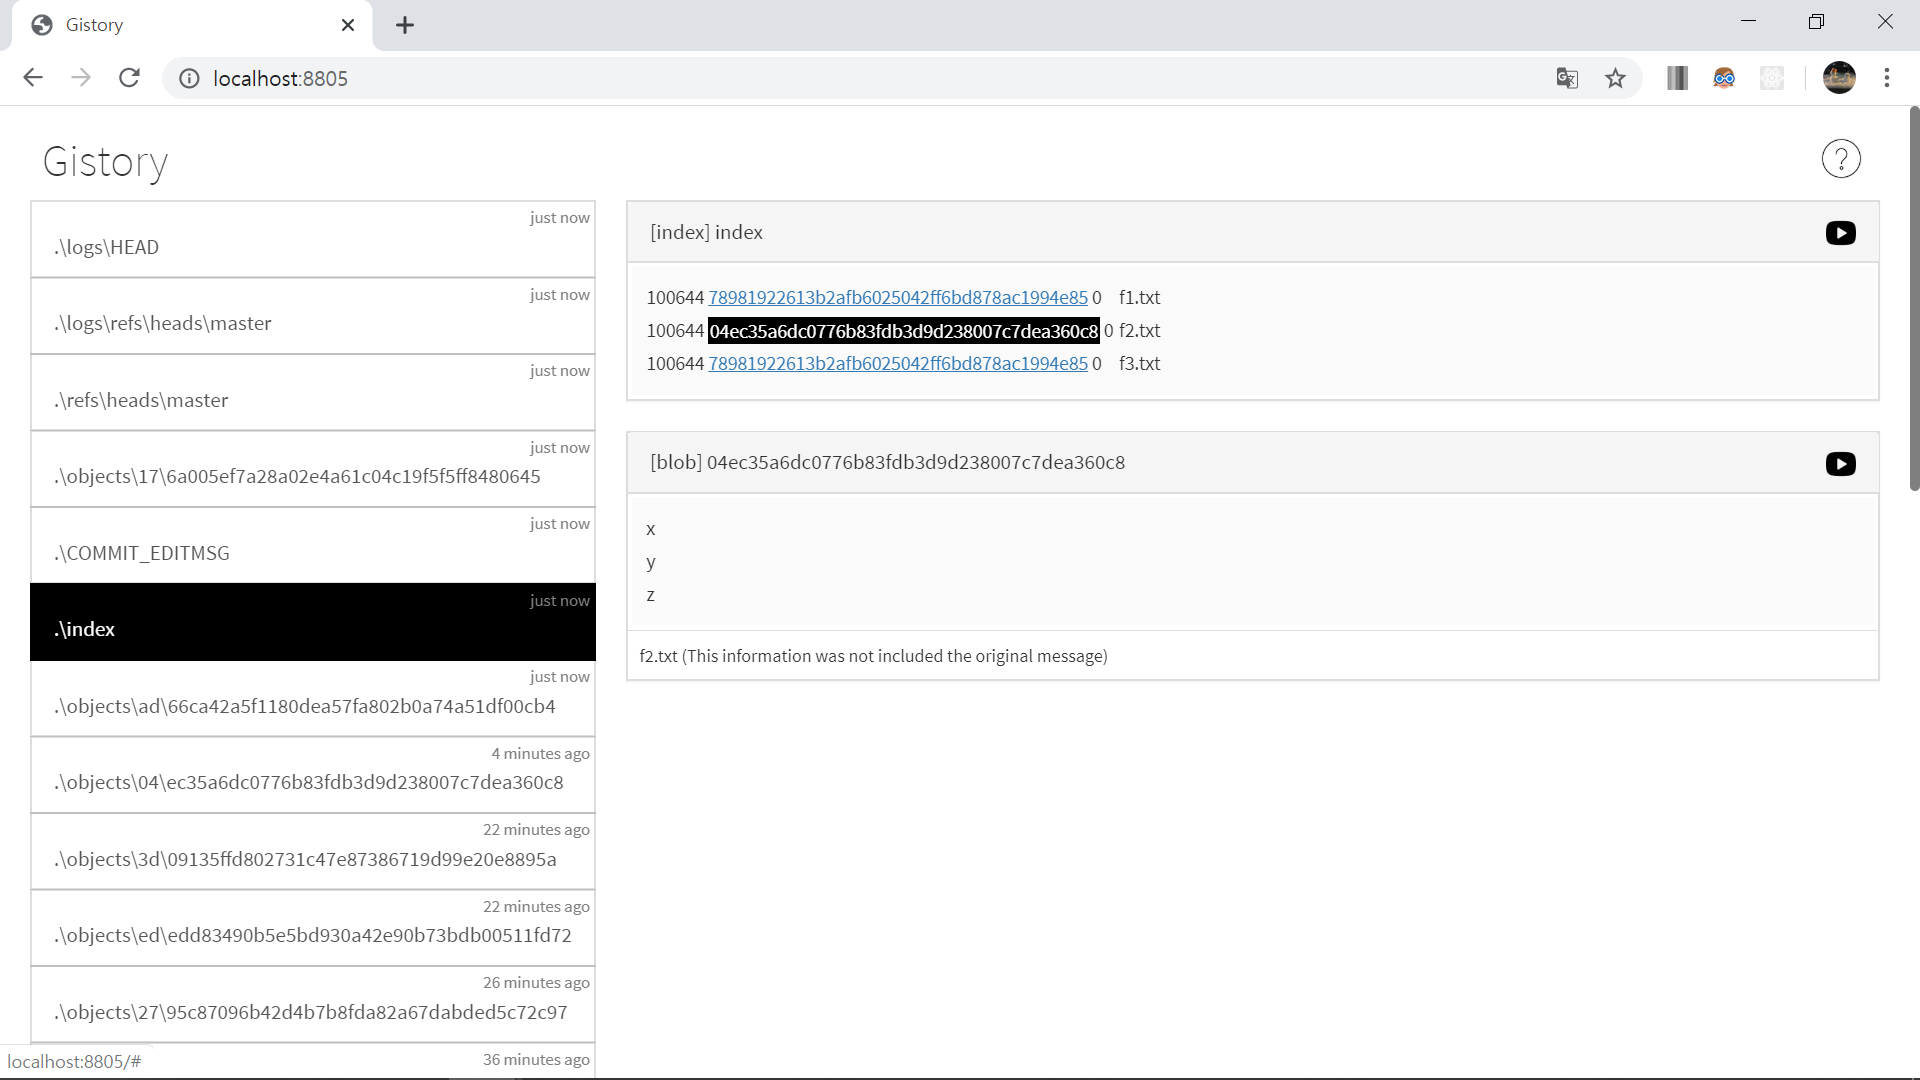 Gistory
localhost:8805
Gistory
?
just now
.\logs\HEAD
just now
.\logs\refs\heads\master
just now
.\refs\heads\master
just now
.\objects\17\6a005ef7a28a02e4a61c04c19f5f5ff8480645
just now
.\COMMIT_EDITMSG
just now
.\index
just now
.\objects\ad\66ca42a5f1180dea57fa802b0a74a51df00cb4
4 minutes ago
.\objects\04\ec35a6dc0776b83fdb3d9d238007c7dea360c8
22 minutes ago
.\objects\3d\09135ffd802731c47e87386719d99e20e8895a
22 minutes ago
.\objects\ed\edd83490b5e5bd930a42e90b73bdb00511fd72
26 minutes ago
.\objects\27\95c87096b42d4b7b8fda82a67dabded5c72c97
36 minutes ago
[index] index
100644 78981922613b2afb6025042ff6bd878ac1994e85 0 f1.txt
100644 04ec35a6dc0776b83fdb3d9d238007c7dea360c8 0 f2.txt
100644 78981922613b2afb6025042ff6bd878ac1994e85 0 f3.txt
[blob] 04ec35a6dc0776b83fdb3d9d238007c7dea360c8
x
y
z
f2.txt (This information was not included the original message)
localhost:8805/#